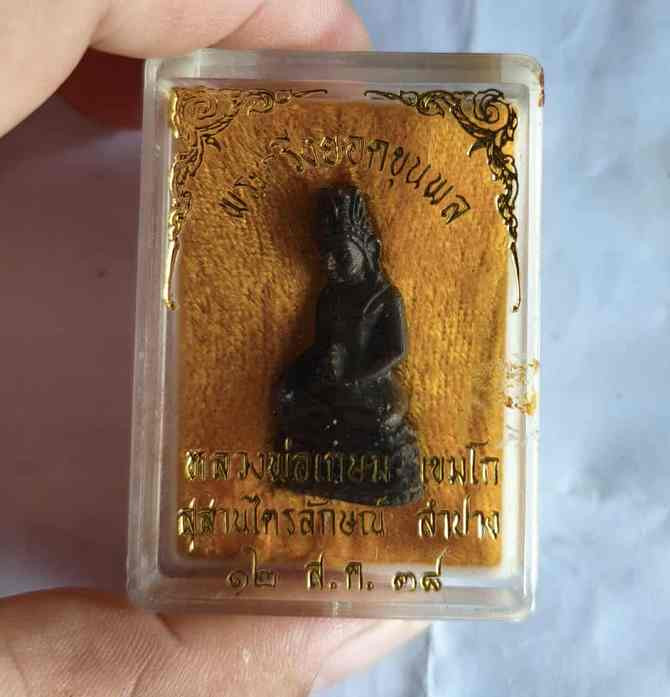 พระกริ่งยอดขุนพล
หลวงพ่อเกษม เขมโก
สุสานไตรลักษณ์ ลำปาง
๑๒ ส.ค. ๓๘